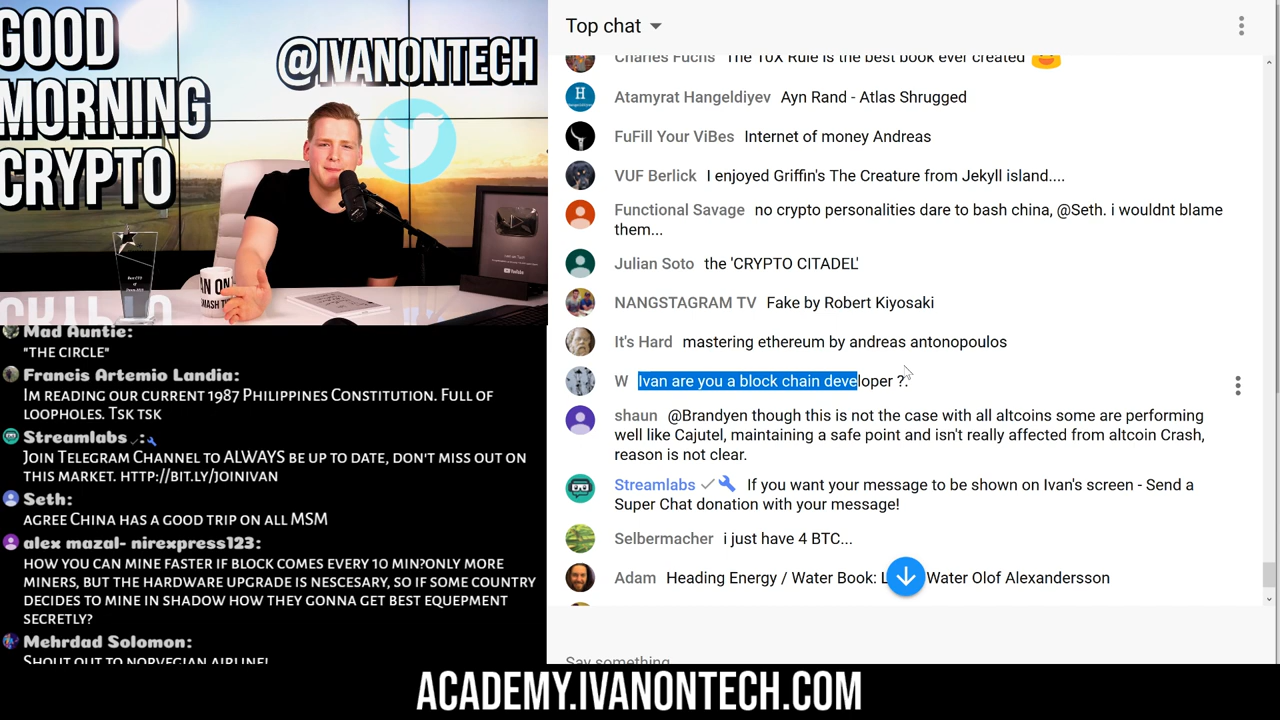 GOOD
MORNING
CRYPTO
@IVANONTECH
Mad Auntie:
"THE CIRCLE"
Francis Artemio Landia:
IM READING OUR CURRENT 1987 PHILIPPINES CONSTITUTION. FULL OF
LOOPHOLES. TSK TSK
Streamlabs
JOIN TELEGRAM CHANNEL TO ALWAYS BE UP TO DATE, DON'T MISS OUT ON
THIS MARKET. HTTP://BIT.LY/JOINIVAN
Seth:
AGREE CHINA HAS A GOOD TRIP ON ALL MSM
alex mazal- nirexpress123:
HOW YOU CAN MINE FASTER IF BLOCK COMES EVERY 10 MIN?ONLY MORE
MINERS, BUT THE HARDWARE UPGRADE IS NESCESARY, SO IF SOME COUNTRY
DECIDES TO MINE IN SHADOW HOW THEY GONNA GET BEST EQUEPMENT
SECRETLY?
Mehrdad Solomon:
SHOUT OUT TO NORVEGIAN AIRLINE!
Top chat
Charles Fuchs The 10X Rule is the best book ever created
Atamyrat Hangeldiyev Ayn Rand - Atlas Shrugged
FuFill Your ViBes Internet of money Andreas
VUF Berlick I enjoyed Griffin's The Creature from Jekyll island....
Functional Savage no crypto personalities dare to bash china, @Seth. i wouldnt blame
them...
Julian Soto the 'CRYPTO CITADEL'
NANGSTAGRAM TV Fake by Robert Kiyosaki
It's Hard mastering ethereum by andreas antonopoulos
W Ivan are you a block chain developer ?.
shaun @Brandyen though this is not the case with all altcoins some are performing
well like Cajutel, maintaining a safe point and isn't really affected from altcoin Crash,
reason is not clear.
Streamlabs If you want your message to be shown on Ivan's screen - Send a
Super Chat donation with your message!
Selbermacher i just have 4 BTC...
Adam Heading Energy / Water Book: Water Olof Alexandersson
Say something
ACADEMY.IVANONTECH.COM